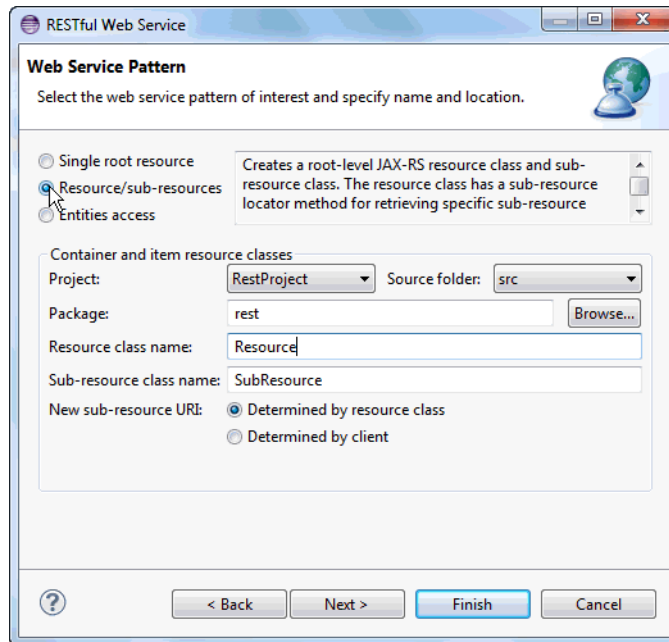 RESTful Web Service
Web Service Pattern
Select the web service pattern of interest and specify name and location.
Single root resource
Resource/sub-resources
Entities access
Creates a root-level JAX-RS resource class and sub-
resource class. The resource class has a sub-resource
locator method for retrieving specific sub-resource
Container and item resource classes
Project: RestProject Source folder: src
Package: rest Browse...
Resource class name: Resource
Sub-resource class name: SubResource
New sub-resource URI: Determined by resource class
Determined by client
? < Back Next > Finish Cancel